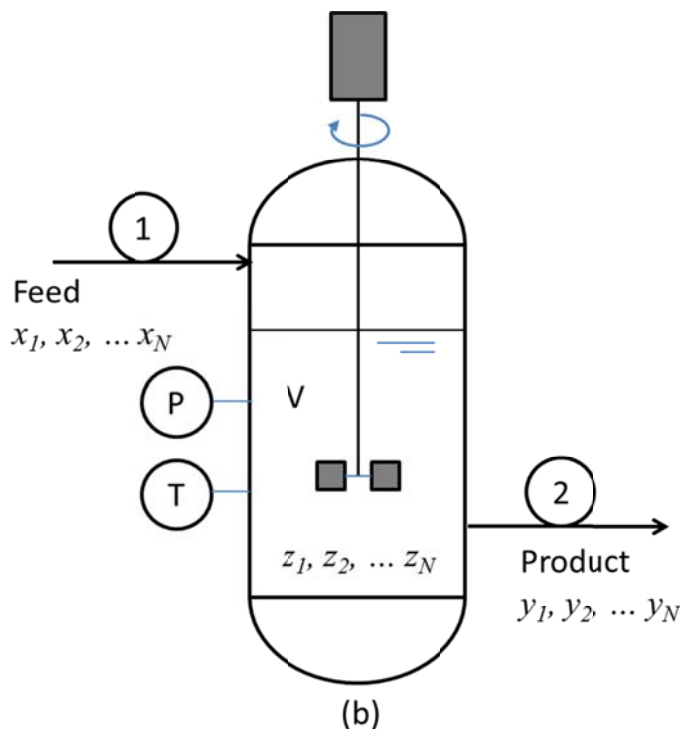 1
Feed
x1, x2, ... xN
P
V
T
2
z1, z2, ... zN
Product
y1, y2, ... yN
(b)